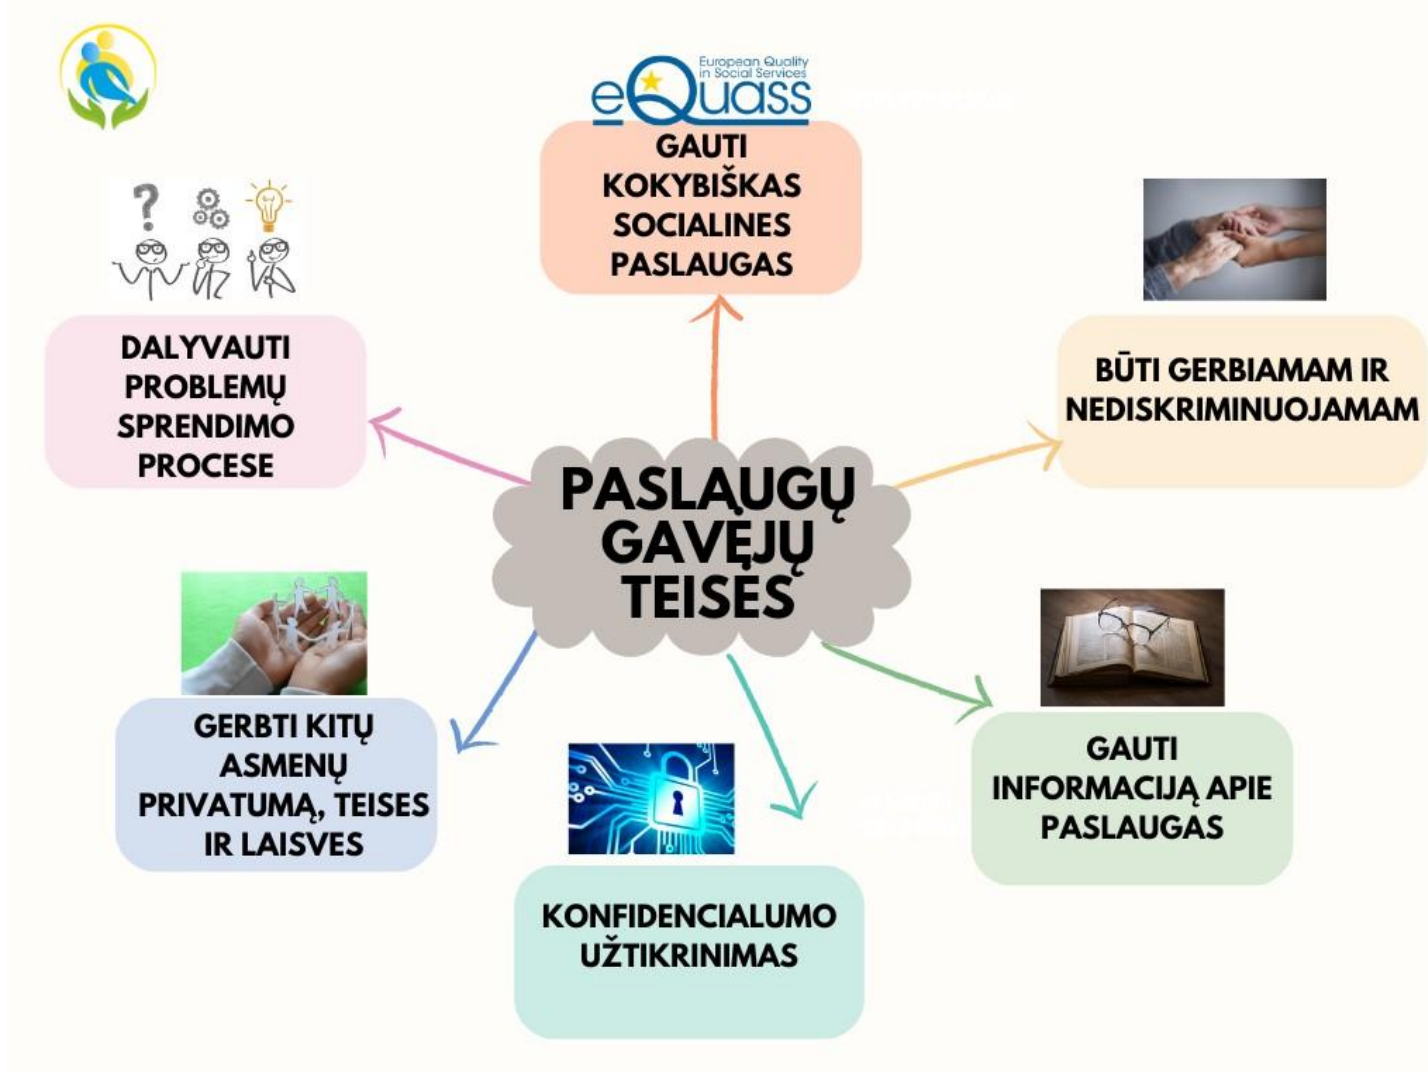 European Quality
in Social Services
eQuass
GAUTI
KOKYBIŠKAS
SOCIALINES
PASLAUGAS
DALYVAUTI
PROBLEMŲ
SPRENDIMO
PROCESE
BŪTI GERBIAMAM IR
NEDISKRIMINUOJAMAM
PASLAUGŲ
GAVĖJŲ
TEISĖS
GERBTI KITŲ
ASMENŲ
PRIVATUMĄ, TEISES
IR LAISVES
GAUTI
INFORMACIJĄ APIE
PASLAUGAS
KONFIDENCIALUMO
UŽTIKRINIMAS